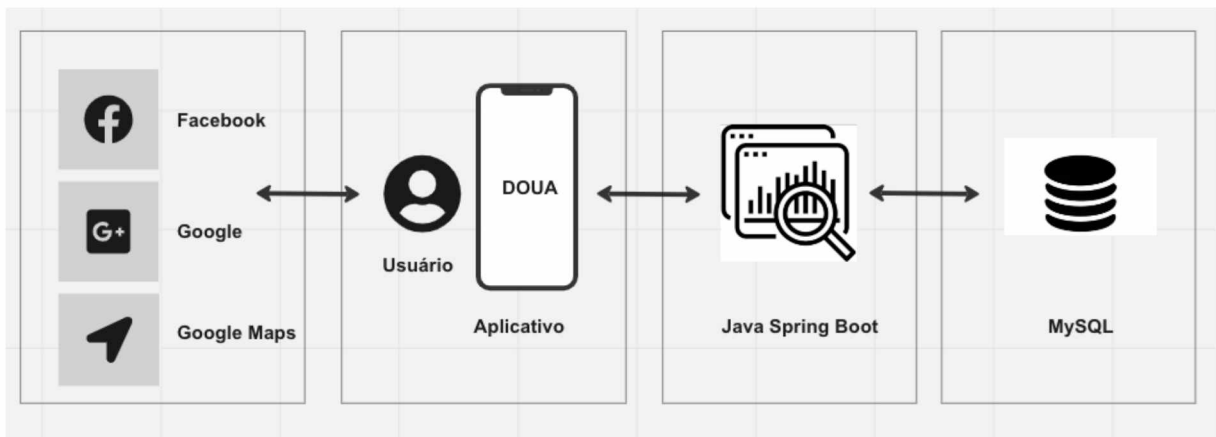 Facebook
G+
Google
Google Maps
Usuário
DOUA
Aplicativo
Java Spring Boot
MySQL